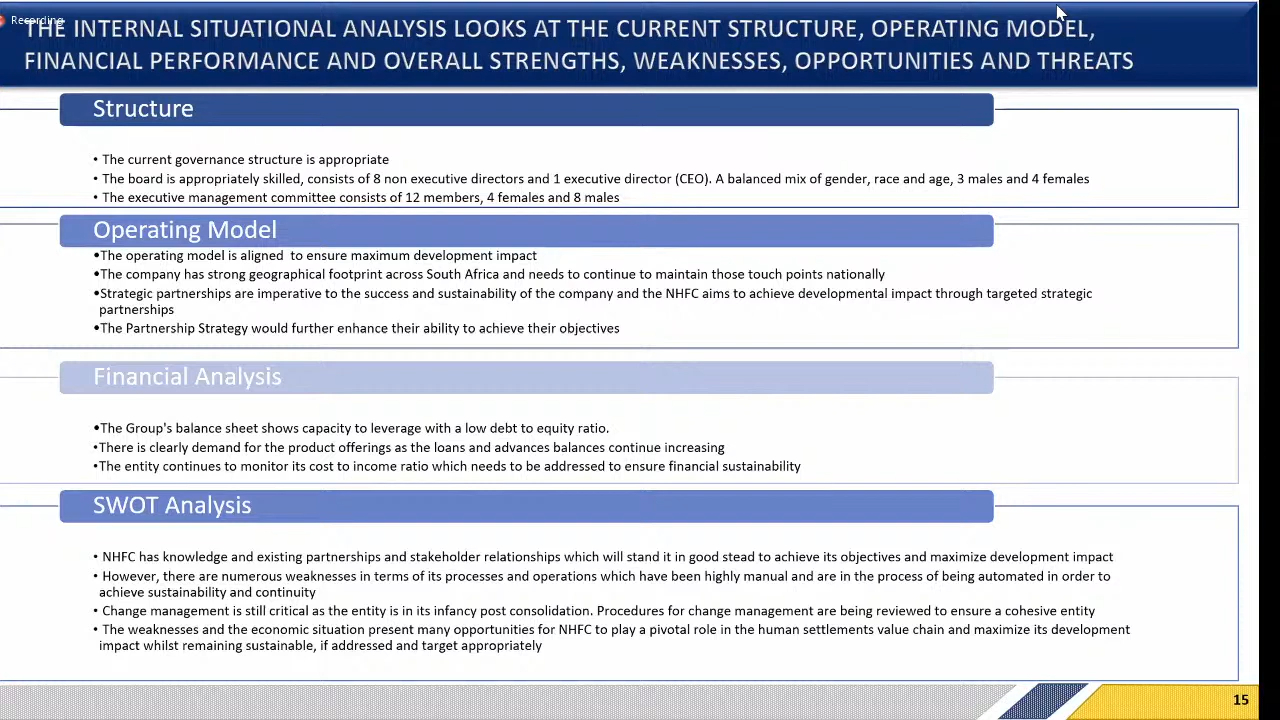 Recording
THE INTERNAL SITUATIONAL ANALYSIS LOOKS AT THE CURRENT STRUCTURE, OPERATING MODEL,
FINANCIAL PERFORMANCE AND OVERALL STRENGTHS, WEAKNESSES, OPPORTUNITIES AND THREATS
Structure
• The current governance structure is appropriate
• The board is appropriately skilled, consists of 8 non executive directors and 1 executive director (CEO). A balanced mix of gender, race and age, 3 males and 4 females
• The executive management committee consists of 12 members, 4 females and 8 males
Operating Model
•The operating model is aligned  to ensure maximum development impact
•The company has strong geographical footprint across South Africa and needs to continue to maintain those touch points nationally
•Strategic partnerships are imperative to the success and sustainability of the company and the NHFC aims to achieve developmental impact through targeted strategic
partnerships
•The Partnership Strategy would further enhance their ability to achieve their objectives
Financial Analysis
•The Group's balance sheet shows capacity to leverage with a low debt to equity ratio.
•There is clearly demand for the product offerings as the loans and advances balances continue increasing
•The entity continues to monitor its cost to income ratio which needs to be addressed to ensure financial sustainability
SWOT Analysis
• NHFC has knowledge and existing partnerships and stakeholder relationships which will stand it in good stead to achieve its objectives and maximize development impact
• However, there are numerous weaknesses in terms of its processes and operations which have been highly manual and are in the process of being automated in order to
achieve sustainability and continuity
• Change management is still critical as the entity is in its infancy post consolidation. Procedures for change management are being reviewed to ensure a cohesive entity
• The weaknesses and the economic situation present many opportunities for NHFC to play a pivotal role in the human settlements value chain and maximize its development
impact whilst remaining sustainable, if addressed and target appropriately
15